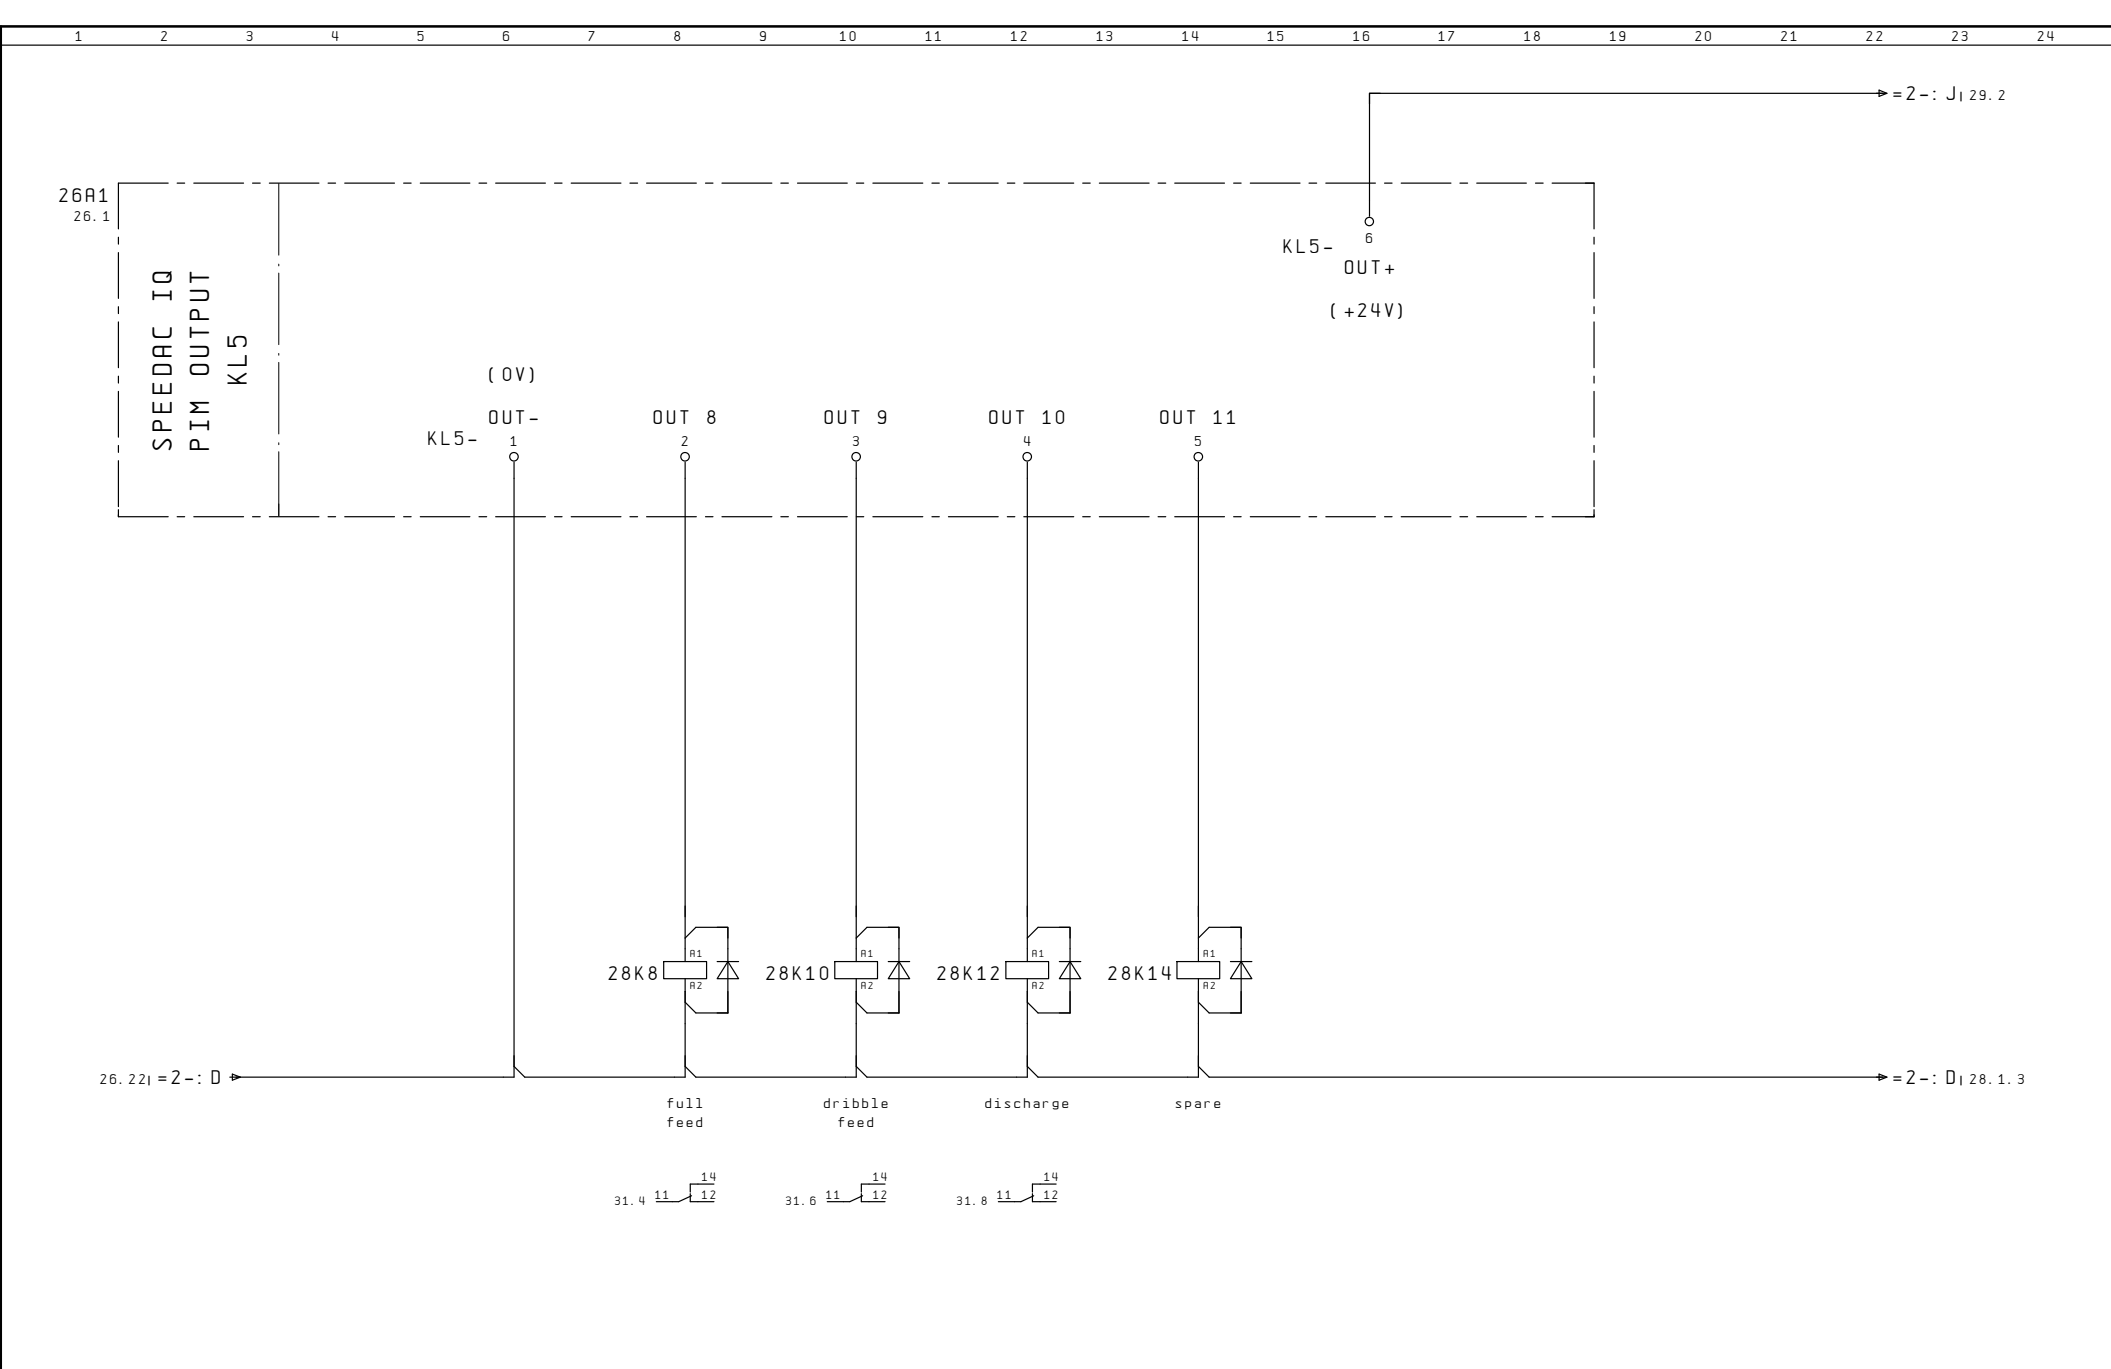 1 2 3 4 5 6 7 8 9 10 11 12 13 14 15 16 17 18 19 20 21 22 23 24
=2-: J 29.2
26A1
26.1
SPEEDAC IQ
PIM OUTPUT
KL5
KL5- 6
OUT+
(+24V)
(0V)
OUT- OUT 8 OUT 9 OUT 10 OUT 11
KL5- 1 2 3 4 5
A1 A1 A1 A1
28K8 28K10 28K12 28K14
A2 A2 A2 A2
26.22 =2-: D =2-: D 28.1.3
full dribble discharge spare
feed feed
14 14 14
31.4 11 12 31.6 11 12 31.8 11 12